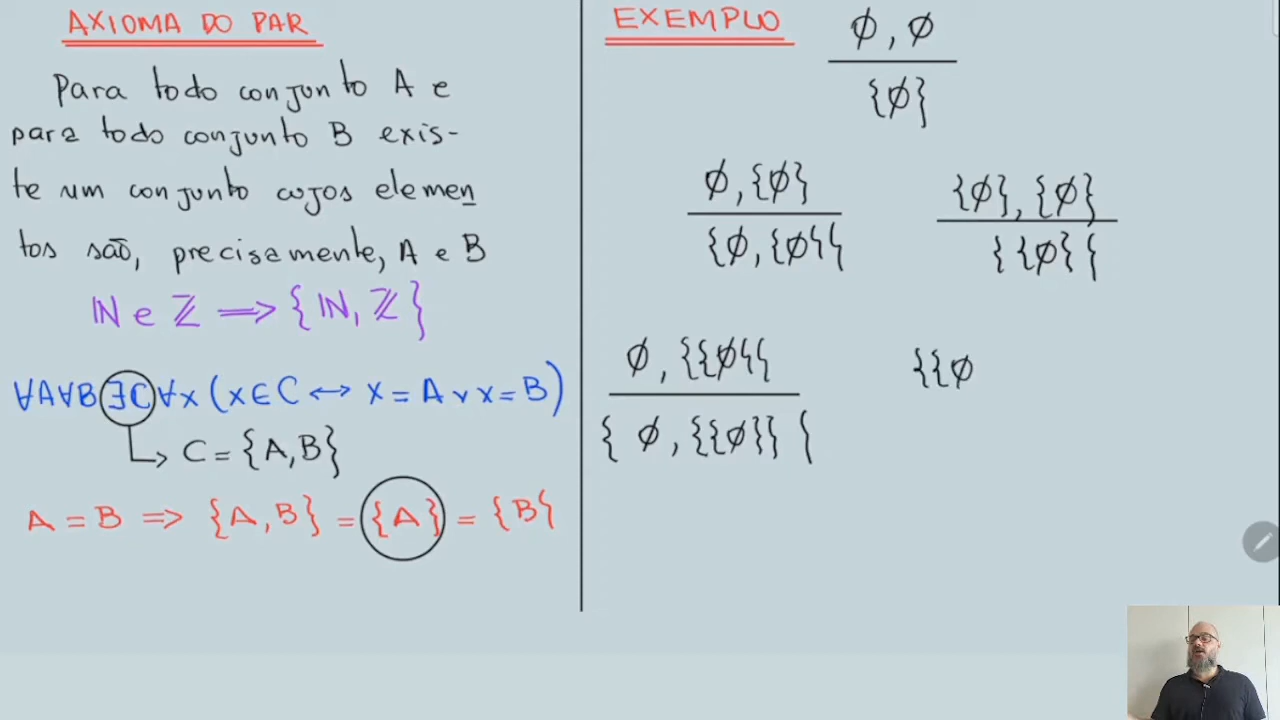 AXIOMA DO PAR
Para todo conjunto A e
para todo conjunto B exis-
te um conjunto cujos elemen
tos são, precisamente, A e B
ℕ e ℤ ⟹ {ℕ, ℤ}
∀A∀B ∃C ∀x (x ∈ C ↔ x = A ∨ x = B)
↳ C = {A, B}
A = B ⟹ {A, B} = {A} = {B}
EXEMPLO
∅, ∅
{∅}
∅, {∅}
{∅, {∅}}
{∅}, {∅}
{{∅}}
∅, {{∅}}
{∅, {{∅}}}
{{∅